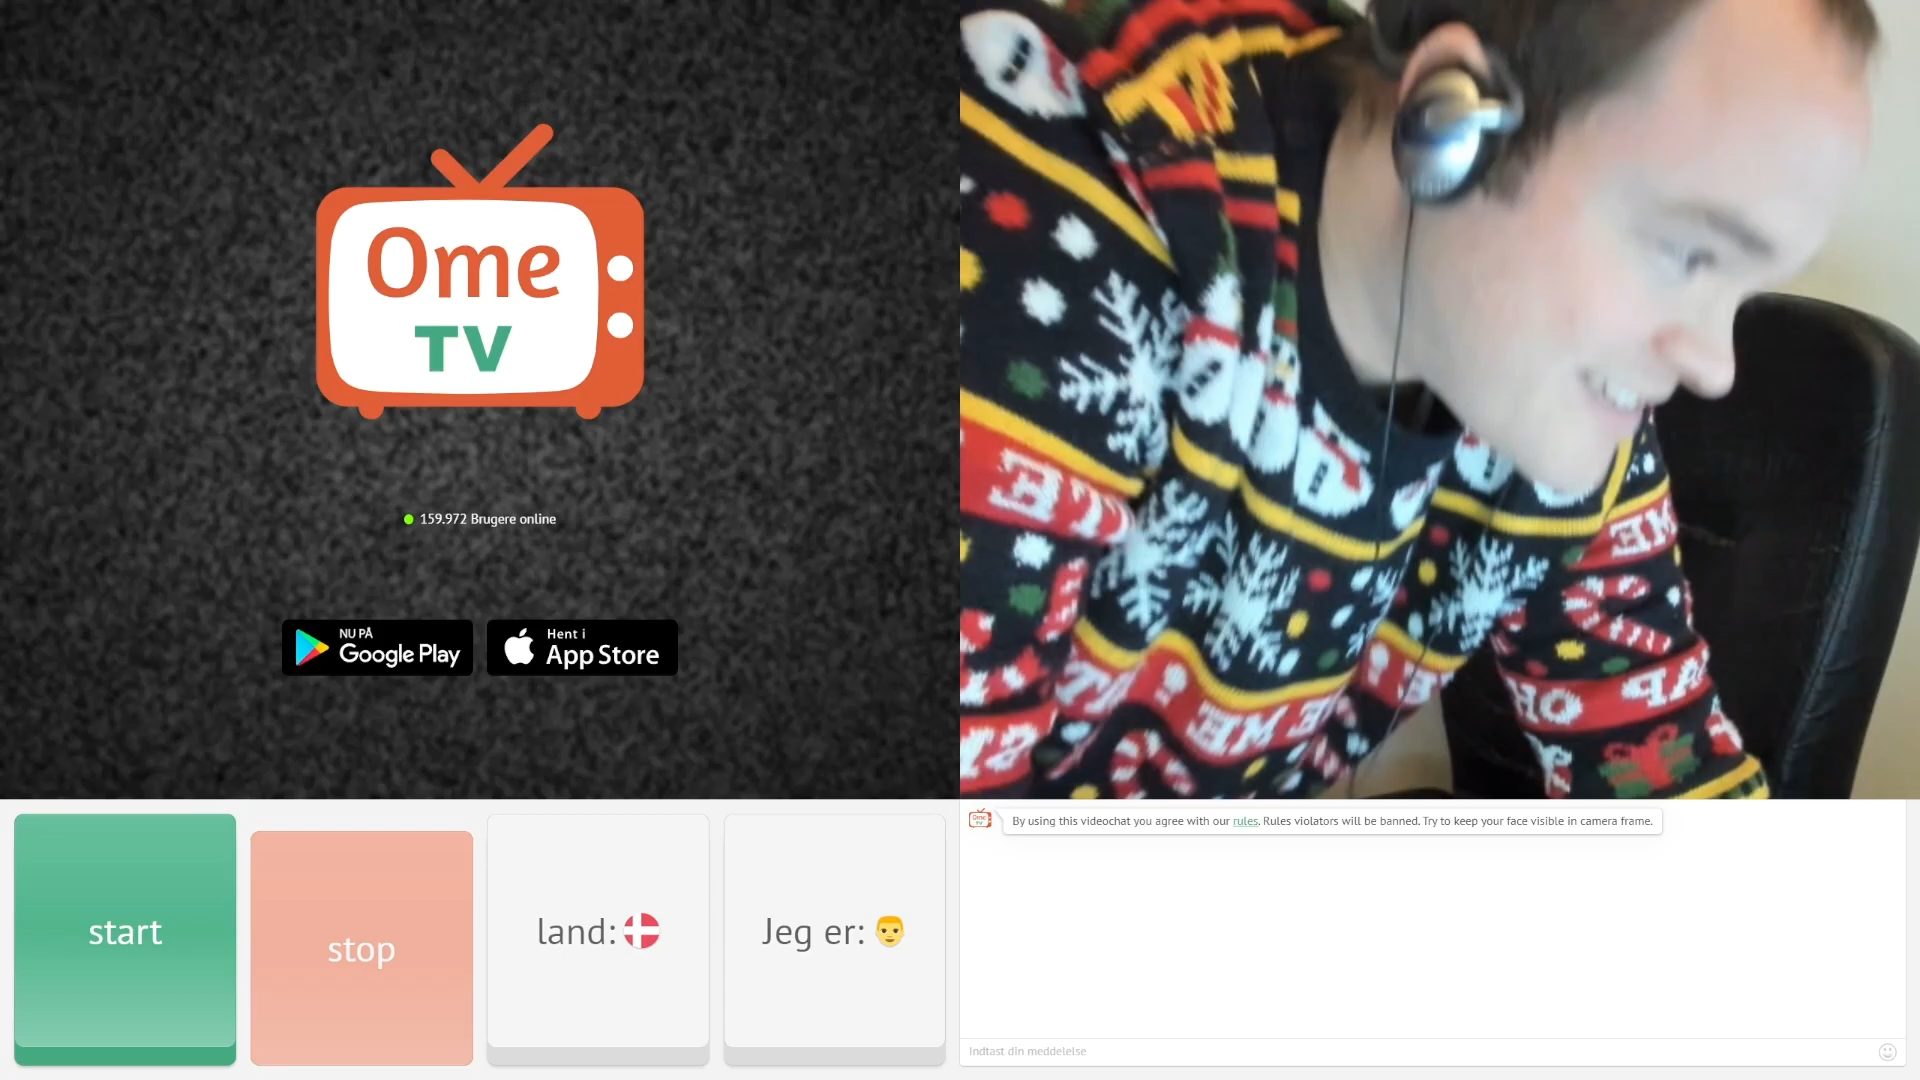 Ome
TV
159.972 Brugere online
NU PÅ
Google Play
Hent i
App Store
start
stop
land:
Jeg er:
By using this videochat you agree with our rules. Rules violators will be banned. Try to keep your face visible in camera frame.
Indtast din meddelelse
ME
HO